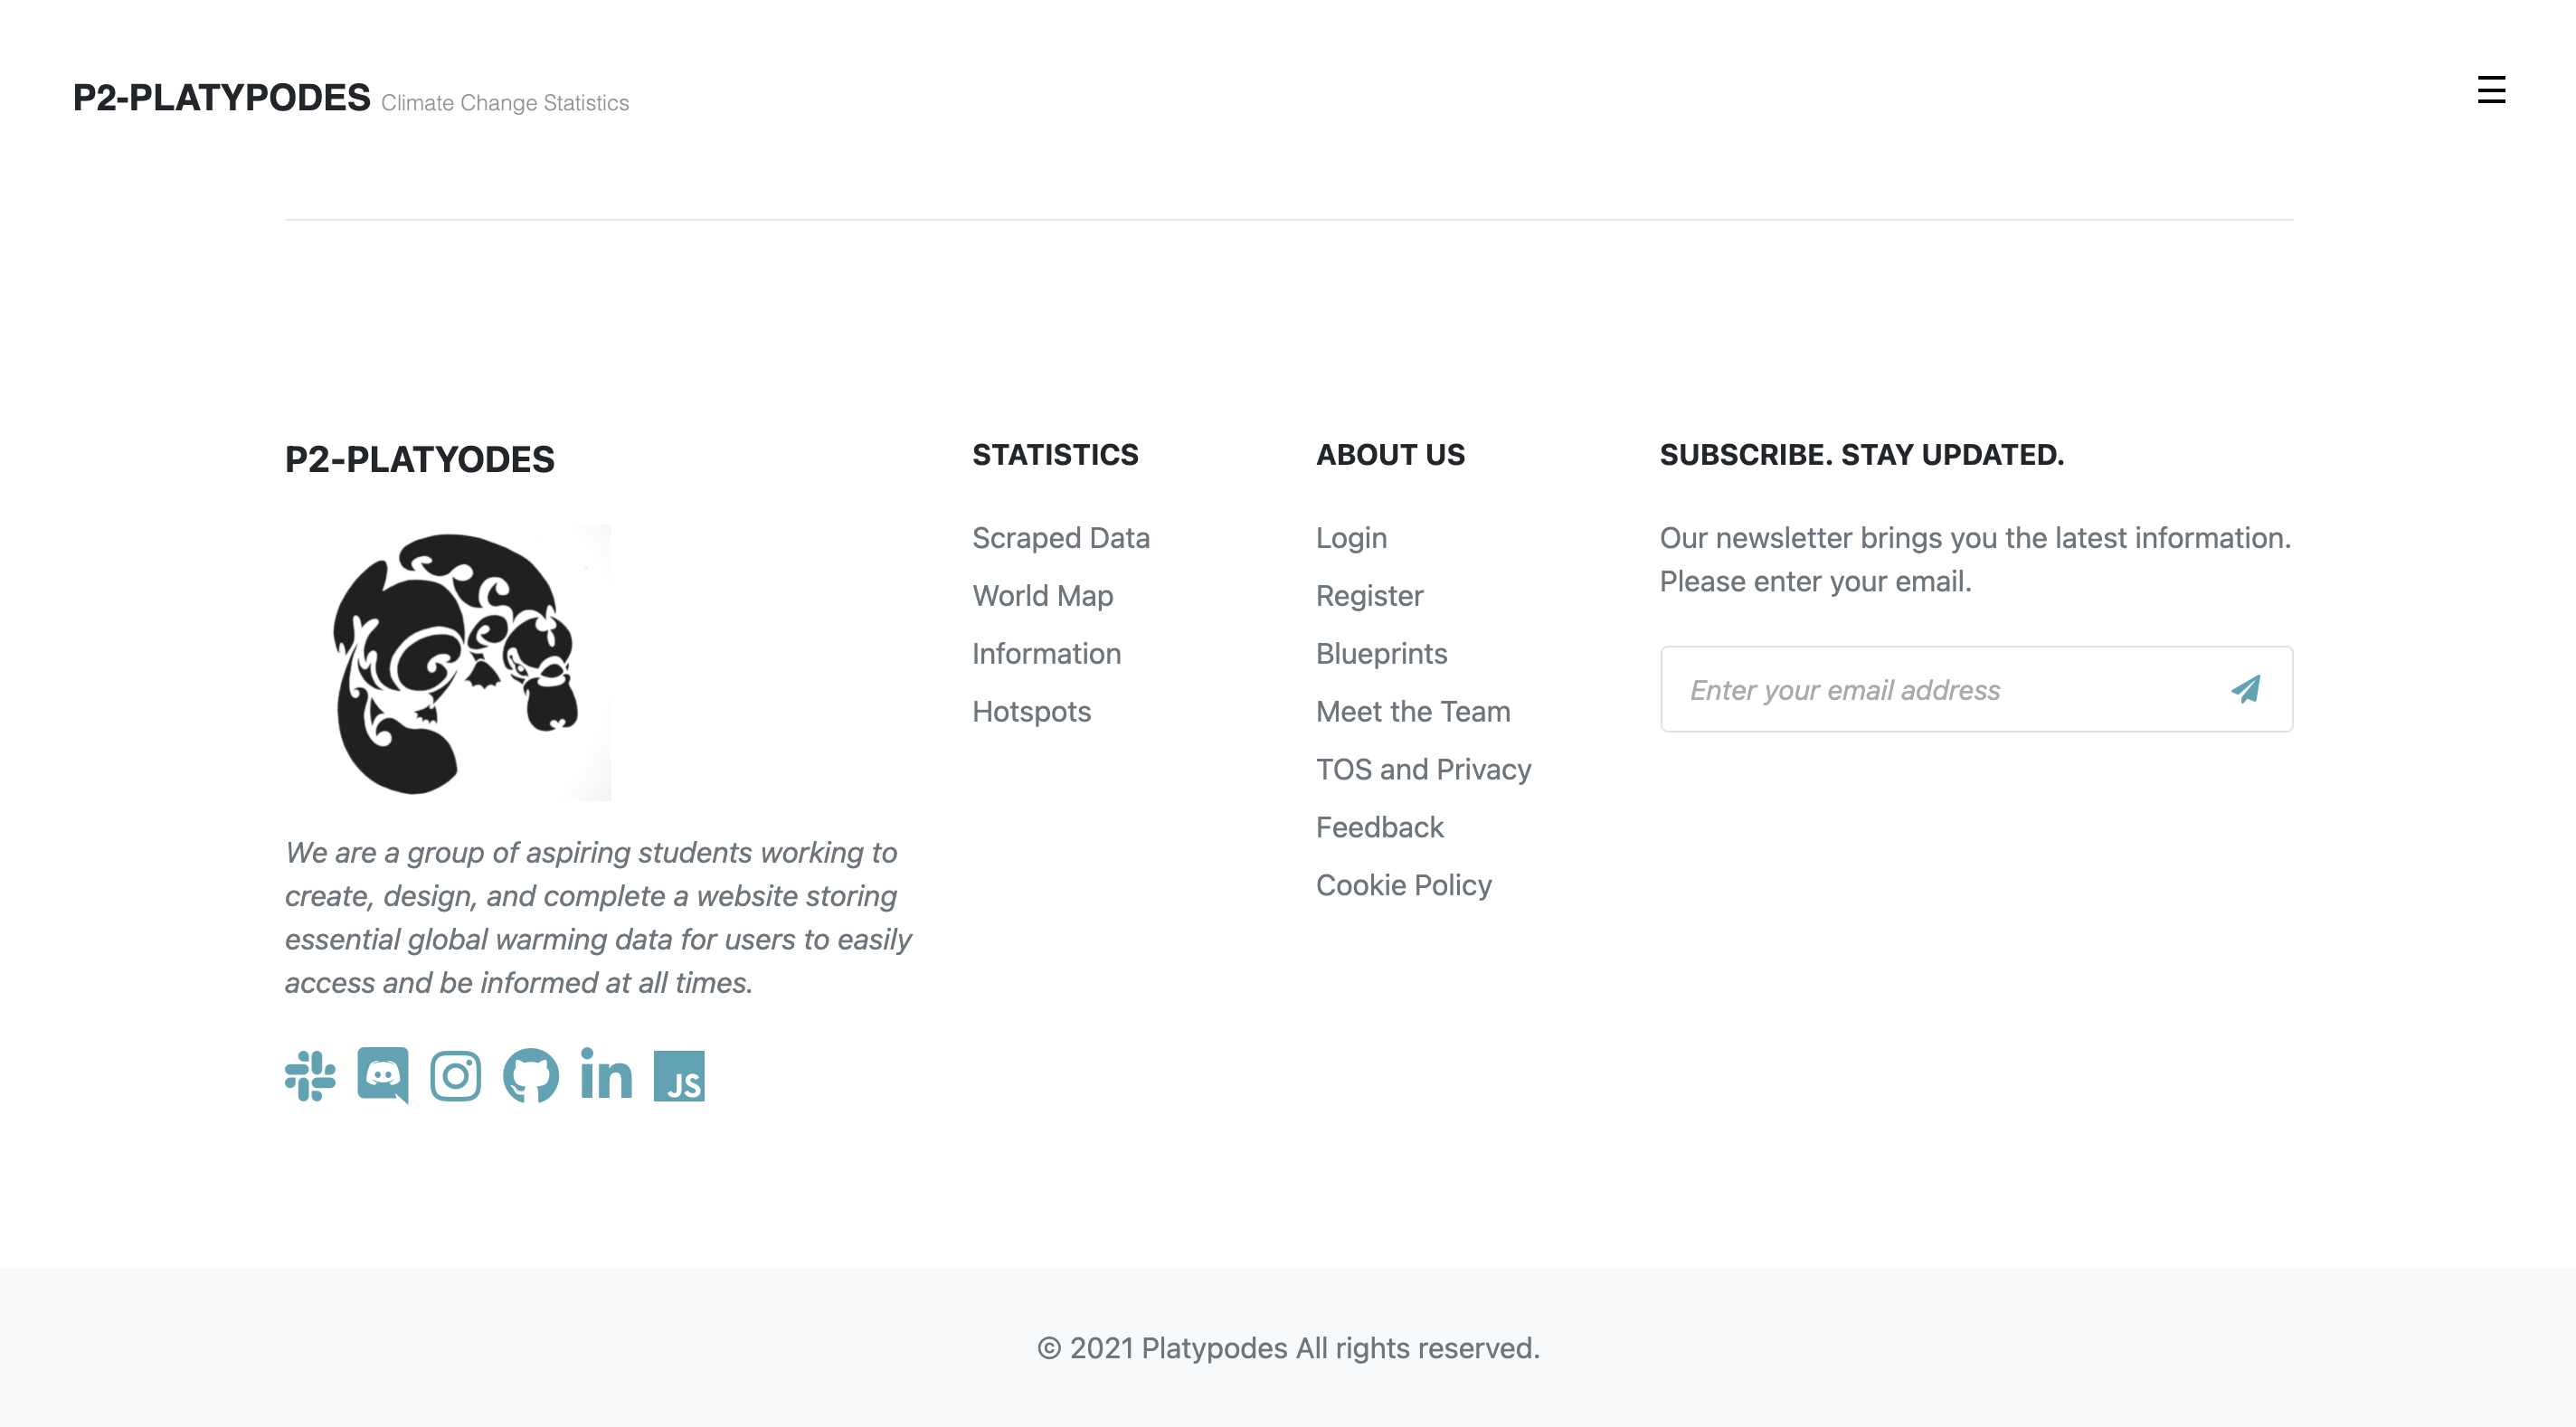 P2-PLATYPODES Climate Change Statistics
P2-PLATYODES
We are a group of aspiring students working to
create, design, and complete a website storing
essential global warming data for users to easily
access and be informed at all times.
JS
STATISTICS
Scraped Data
World Map
Information
Hotspots
ABOUT US
Login
Register
Blueprints
Meet the Team
TOS and Privacy
Feedback
Cookie Policy
SUBSCRIBE. STAY UPDATED.
Our newsletter brings you the latest information.
Please enter your email.
Enter your email address
© 2021 Platypodes All rights reserved.